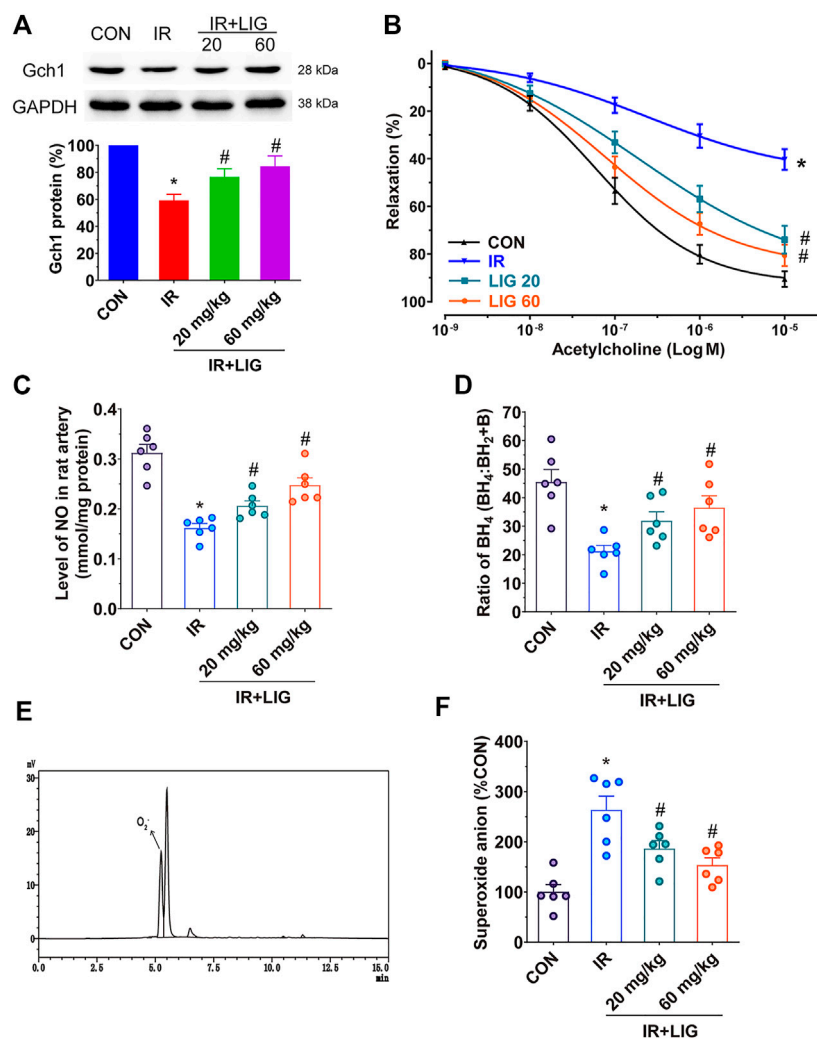 A
CON IR IR+LIG
20 60
Gch1 28 kDa
GAPDH 38 kDa
Gch1 protein (%)
100
80
60
40
20
0
* # #
CON IR 20 mg/kg 60 mg/kg
IR+LIG
B
Relaxation (%)
0
20
40
60
80
100
*
#
#
CON
IR
LIG 20
LIG 60
10-9 10-8 10-7 10-6 10-5
Acetylcholine (Log M)
C
Level of NO in rat artery
(mmol/mg protein)
0.4
0.3
0.2
0.1
0.0
* # #
CON IR 20 mg/kg 60 mg/kg
IR+LIG
D
Ratio of BH4 (BH4:BH2+B)
70
60
50
40
30
20
10
0
* # #
CON IR 20 mg/kg 60 mg/kg
IR+LIG
E
mV
30
20
10
0
O2-
0.0 2.5 5.0 7.5 10.0 12.5 15.0
min
F
Superoxide anion (%CON)
400
300
200
100
0
* # #
CON IR 20 mg/kg 60 mg/kg
IR+LIG